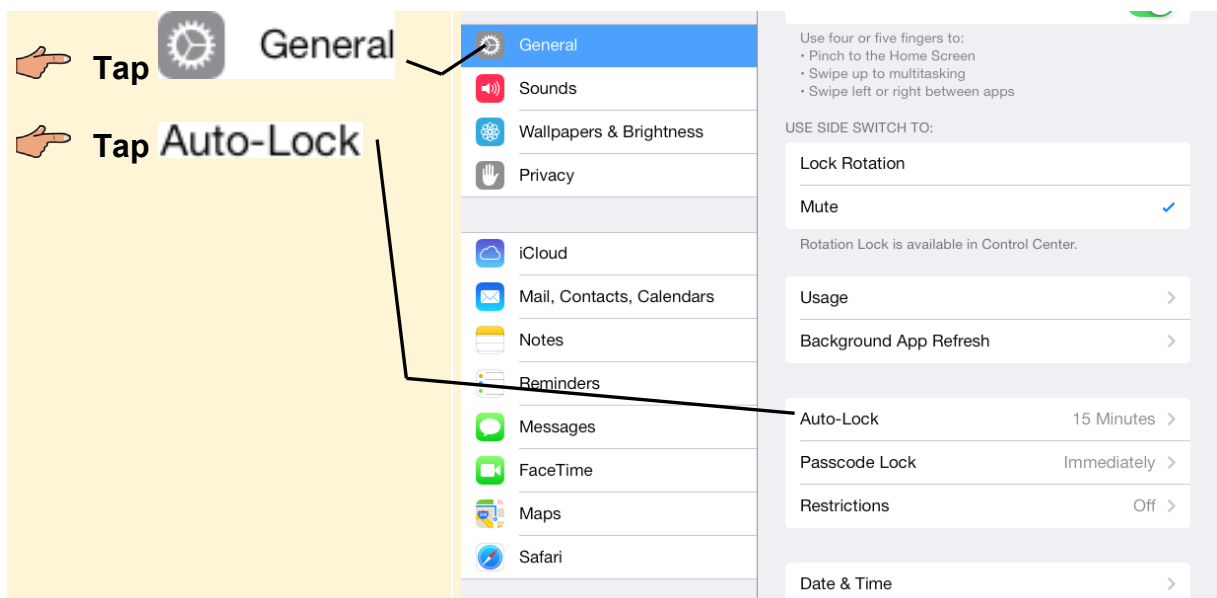 Tap General
Tap Auto-Lock
General
Sounds
Wallpapers & Brightness
Privacy
iCloud
Mail, Contacts, Calendars
Notes
Reminders
Messages
FaceTime
Maps
Safari
Use four or five fingers to:
• Pinch to the Home Screen
• Swipe up to multitasking
• Swipe left or right between apps
USE SIDE SWITCH TO:
Lock Rotation
Mute
Rotation Lock is available in Control Center.
Usage
Background App Refresh
Auto-Lock 15 Minutes
Passcode Lock Immediately
Restrictions Off
Date & Time